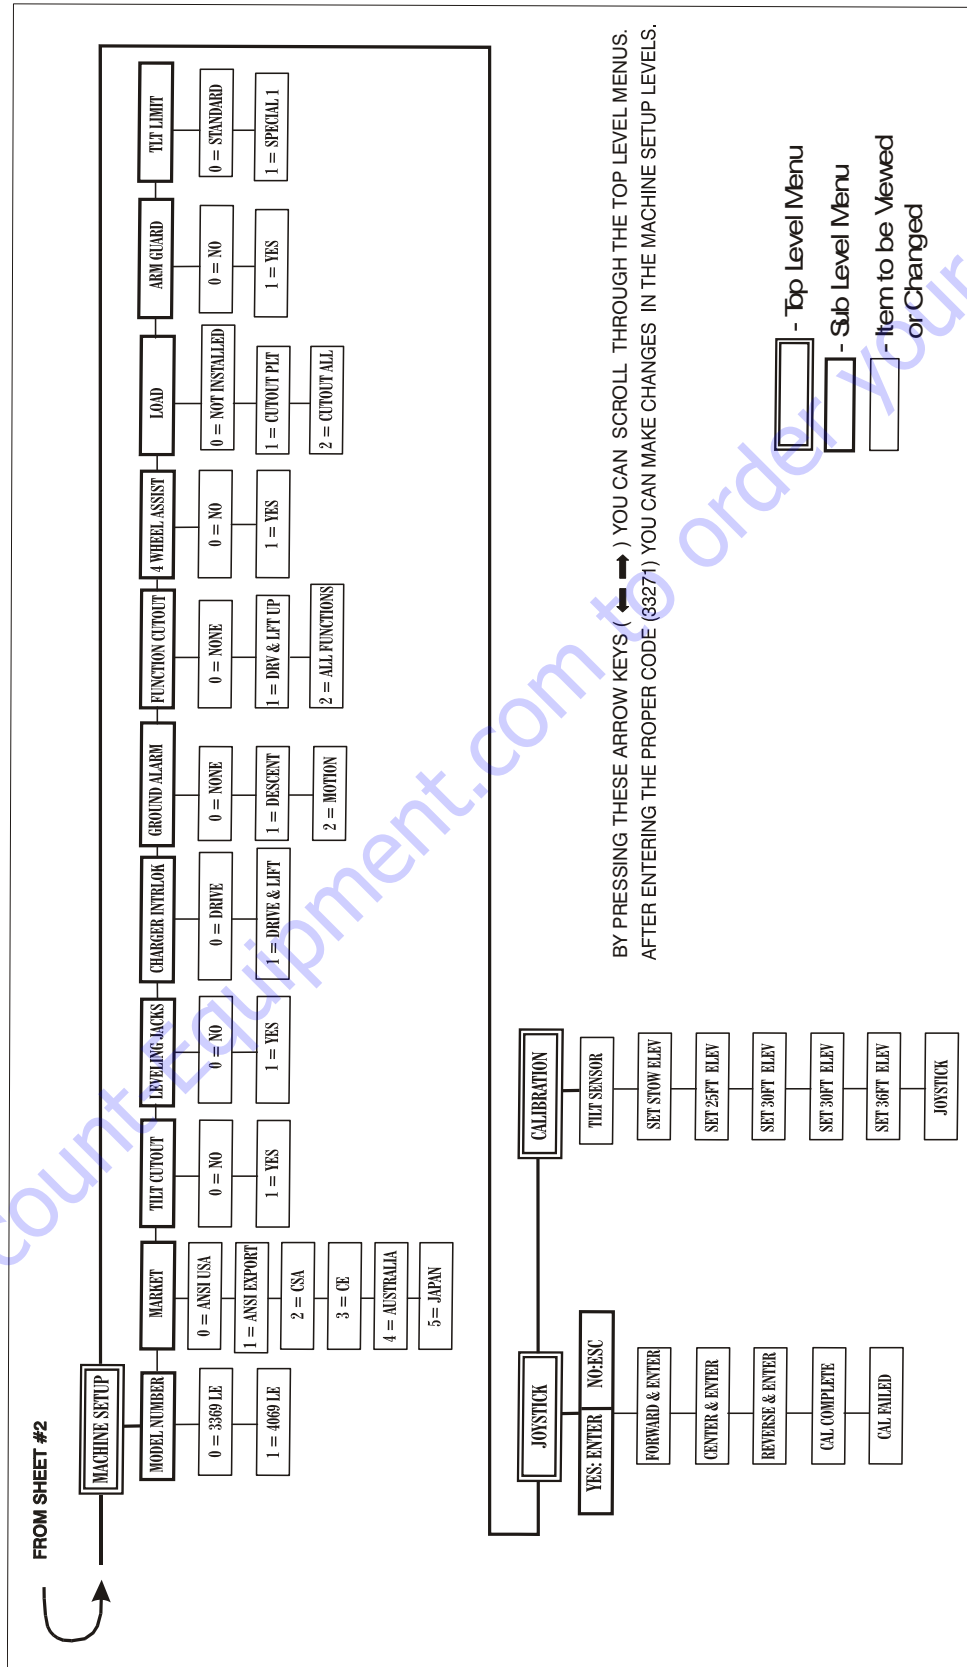 FROM SHEET #2
MACHINE SETUP
MODEL NUMBER
0 = 3369 LE
1 = 4069 LE
MARKET
0 = ANSI USA
1 = ANSI EXPORT
2 = CSA
3 = CE
4 = AUSTRALIA
5 = JAPAN
TILT CUTOUT
0 = NO
1 = YES
LEVELING JACKS
0 = NO
1 = YES
CHARGER INTRLOK
0 = DRIVE
1 = DRIVE & LIFT
GROUND ALARM
0 = NONE
1 = DESCENT
2 = MOTION
FUNCTION CUTOUT
0 = NONE
1 = DRV & LFT UP
2 = ALL FUNCTIONS
4 WHEEL ASSIST
0 = NO
1 = YES
LOAD
0 = NOT INSTALLED
1 = CUTOUT PLT
2 = CUTOUT ALL
ARM GUARD
0 = NO
1 = YES
TLT LIMIT
0 = STANDARD
1 = SPECIAL 1
JOYSTICK
YES: ENTER NO:ESC
FORWARD & ENTER
CENTER & ENTER
REVERSE & ENTER
CAL COMPLETE
CAL FAILED
CALIBRATION
TILT SENSOR
SET STOW ELEV
SET 25FT ELEV
SET 30FT ELEV
SET 30FT ELEV
SET 36FT ELEV
JOYSTICK
BY PRESSING THESE ARROW KEYS ( ← → ) YOU CAN SCROLL THROUGH THE TOP LEVEL MENUS.
AFTER ENTERING THE PROPER CODE (33271) YOU CAN MAKE CHANGES IN THE MACHINE SETUP LEVELS.
- Top Level Menu
- Sub Level Menu
- Item to be Viewed
or Changed
count-Equipment.com to order your